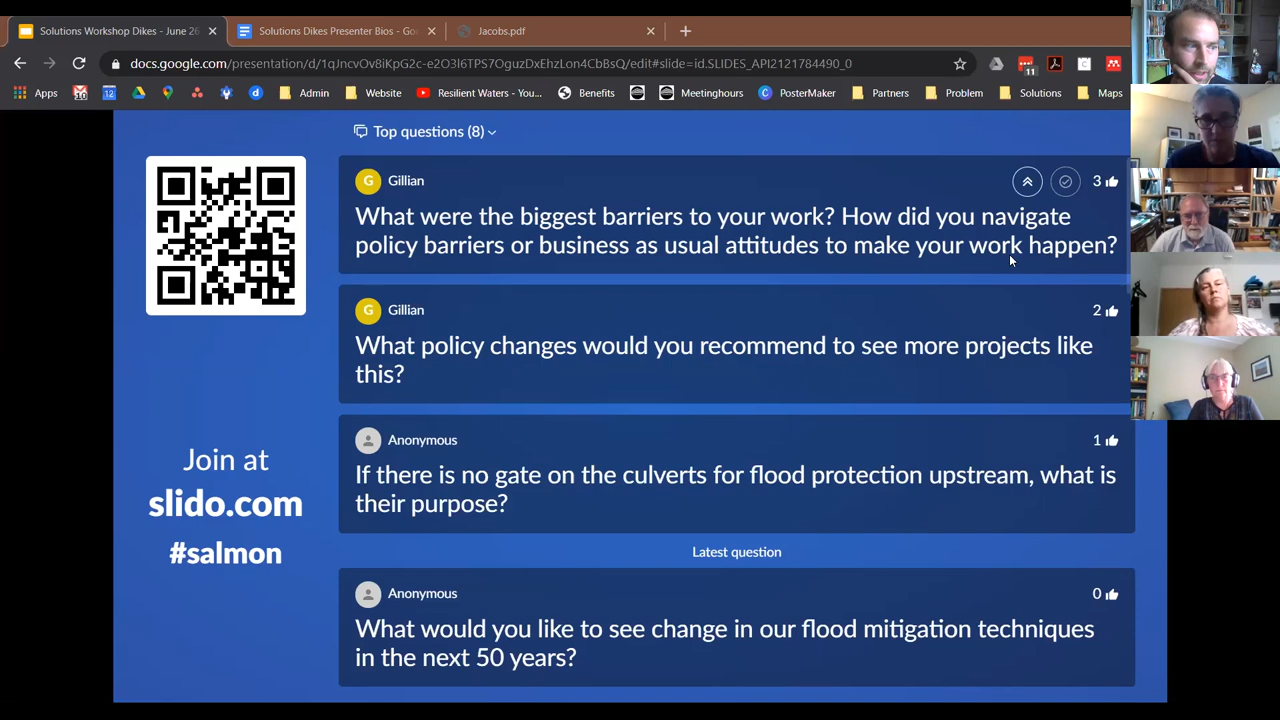 Solutions Workshop Dikes - June 26
Solutions Dikes Presenter Bios - Go
Jacobs.pdf
docs.google.com/presentation/d/1qJncvOv8iKpG2c-e2O3l6TPS7OguzDxEhzLon4CbBsQ/edit#slide=id.SLIDES_API2121784490_0
11
Apps
10
12
Admin
Website
Resilient Waters - You...
Benefits
Meetinghours
PosterMaker
Partners
Problem
Solutions
Maps
Top questions (8)
G Gillian
3
What were the biggest barriers to your work? How did you navigate
policy barriers or business as usual attitudes to make your work happen?
G Gillian
2
What policy changes would you recommend to see more projects like
this?
Anonymous
1
If there is no gate on the culverts for flood protection upstream, what is
their purpose?
Join at
slido.com
#salmon
Latest question
Anonymous
0
What would you like to see change in our flood mitigation techniques
in the next 50 years?